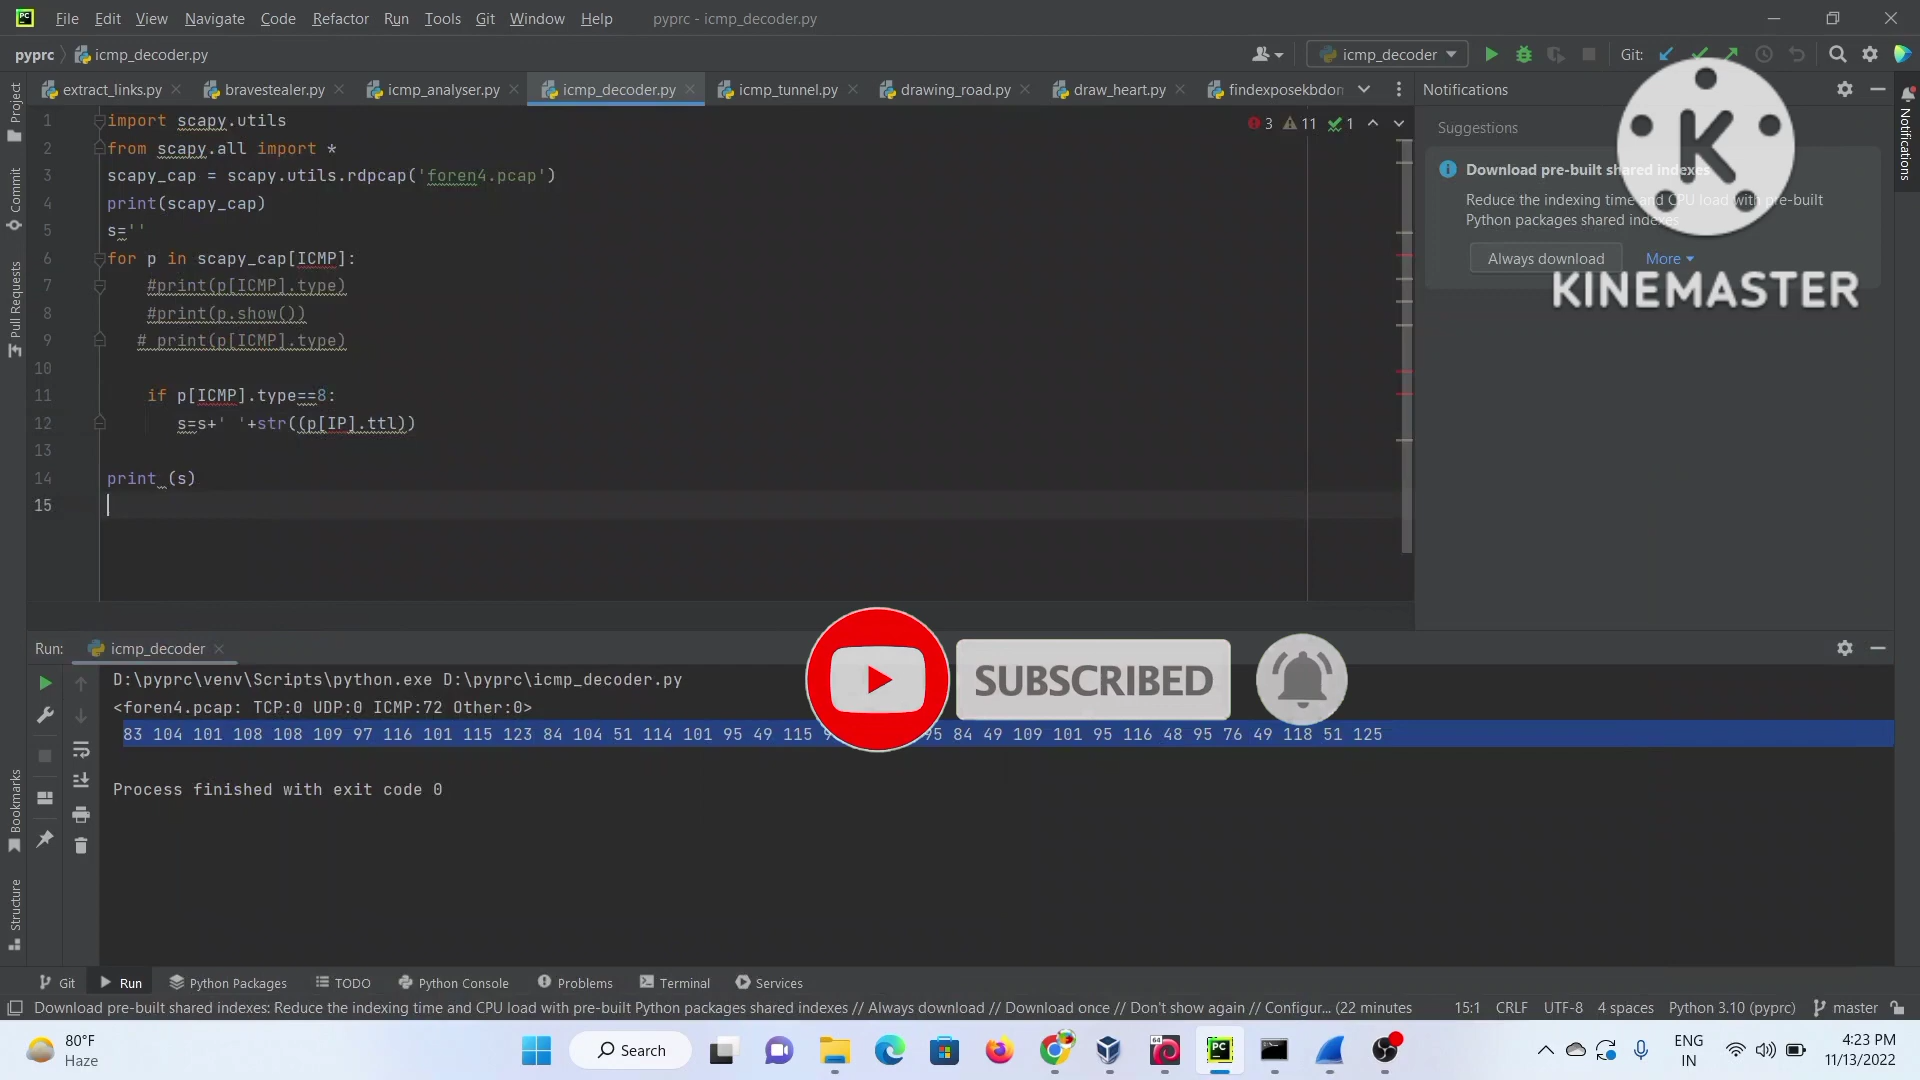 File Edit View Navigate Code Refactor Run Tools Git Window Help pyprc - icmp_decoder.py
pyprc icmp_decoder.py icmp_decoder Git:
extract_links.py bravestealer.py icmp_analyser.py icmp_decoder.py icmp_tunnel.py drawing_road.py draw_heart.py findexposekbdon
Notifications
Suggestions
Download pre-built shared indexes
Reduce the indexing time and CPU load with pre-built
Python packages shared indexes
Always download More
KINEMASTER
K
Project
Commit
Pull Requests
Bookmarks
Structure
Notifications
3 11 1
1 import scapy.utils
2 from scapy.all import *
3 scapy_cap = scapy.utils.rdpcap('foren4.pcap')
4 print(scapy_cap)
5 s=''
6 for p in scapy_cap[ICMP]:
7 #print(p[ICMP].type)
8 #print(p.show())
9 # print(p[ICMP].type)
10
11 if p[ICMP].type==8:
12 s=s+' '+str((p[IP].ttl))
13
14 print (s)
15
Run: icmp_decoder
SUBSCRIBED
D:\pyprc\venv\Scripts\python.exe D:\pyprc\icmp_decoder.py
<foren4.pcap: TCP:0 UDP:0 ICMP:72 Other:0>
83 104 101 108 108 109 97 116 101 115 123 84 104 51 114 101 95 49 115 95 84 49 109 101 95 116 48 95 76 49 118 51 125
Process finished with exit code 0
Git Run Python Packages TODO Python Console Problems Terminal Services
Download pre-built shared indexes: Reduce the indexing time and CPU load with pre-built Python packages shared indexes // Always download // Download once // Don't show again // Configur... (22 minutes 15:1 CRLF UTF-8 4 spaces Python 3.10 (pyprc) master
80°F
Haze
Search
ENG
IN
4:23 PM
11/13/2022